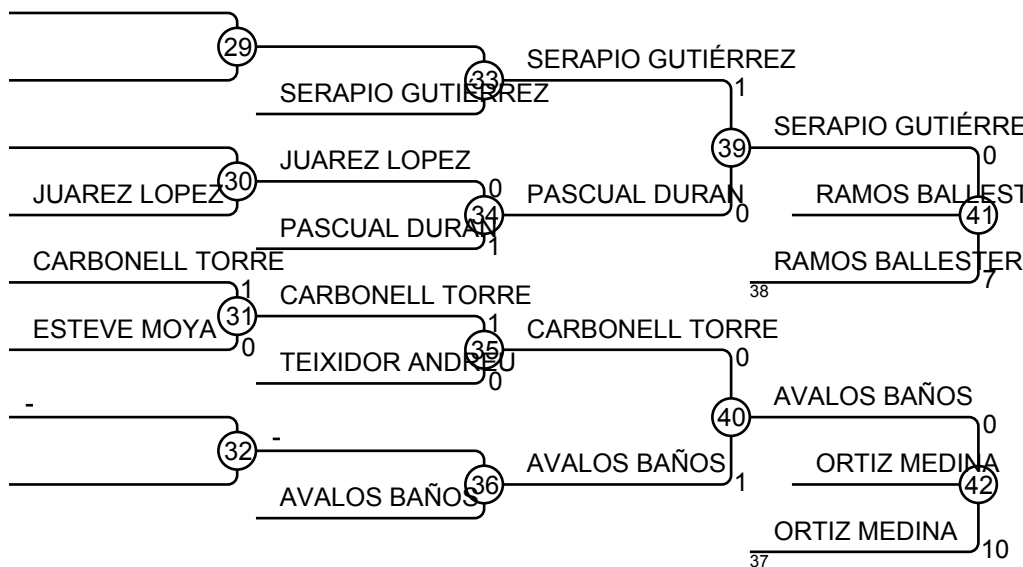 29
SERAPIO GUTIÉRREZ
33
SERAPIO GUTIÉRREZ
1
SERAPIO GUTIÉRRE
39
0
JUAREZ LOPEZ
30
JUAREZ LOPEZ
0
PASCUAL DURAN
0
RAMOS BALLEST
41
34
PASCUAL DURAN
1
CARBONELL TORRE
1
RAMOS BALLESTER
7
38
31
CARBONELL TORRE
1
ESTEVE MOYA
0
35
CARBONELL TORRE
0
TEIXIDOR ANDREU
0
-
40
AVALOS BAÑOS
0
32
-
AVALOS BAÑOS
1
ORTIZ MEDINA
42
36
AVALOS BAÑOS
ORTIZ MEDINA
10
37